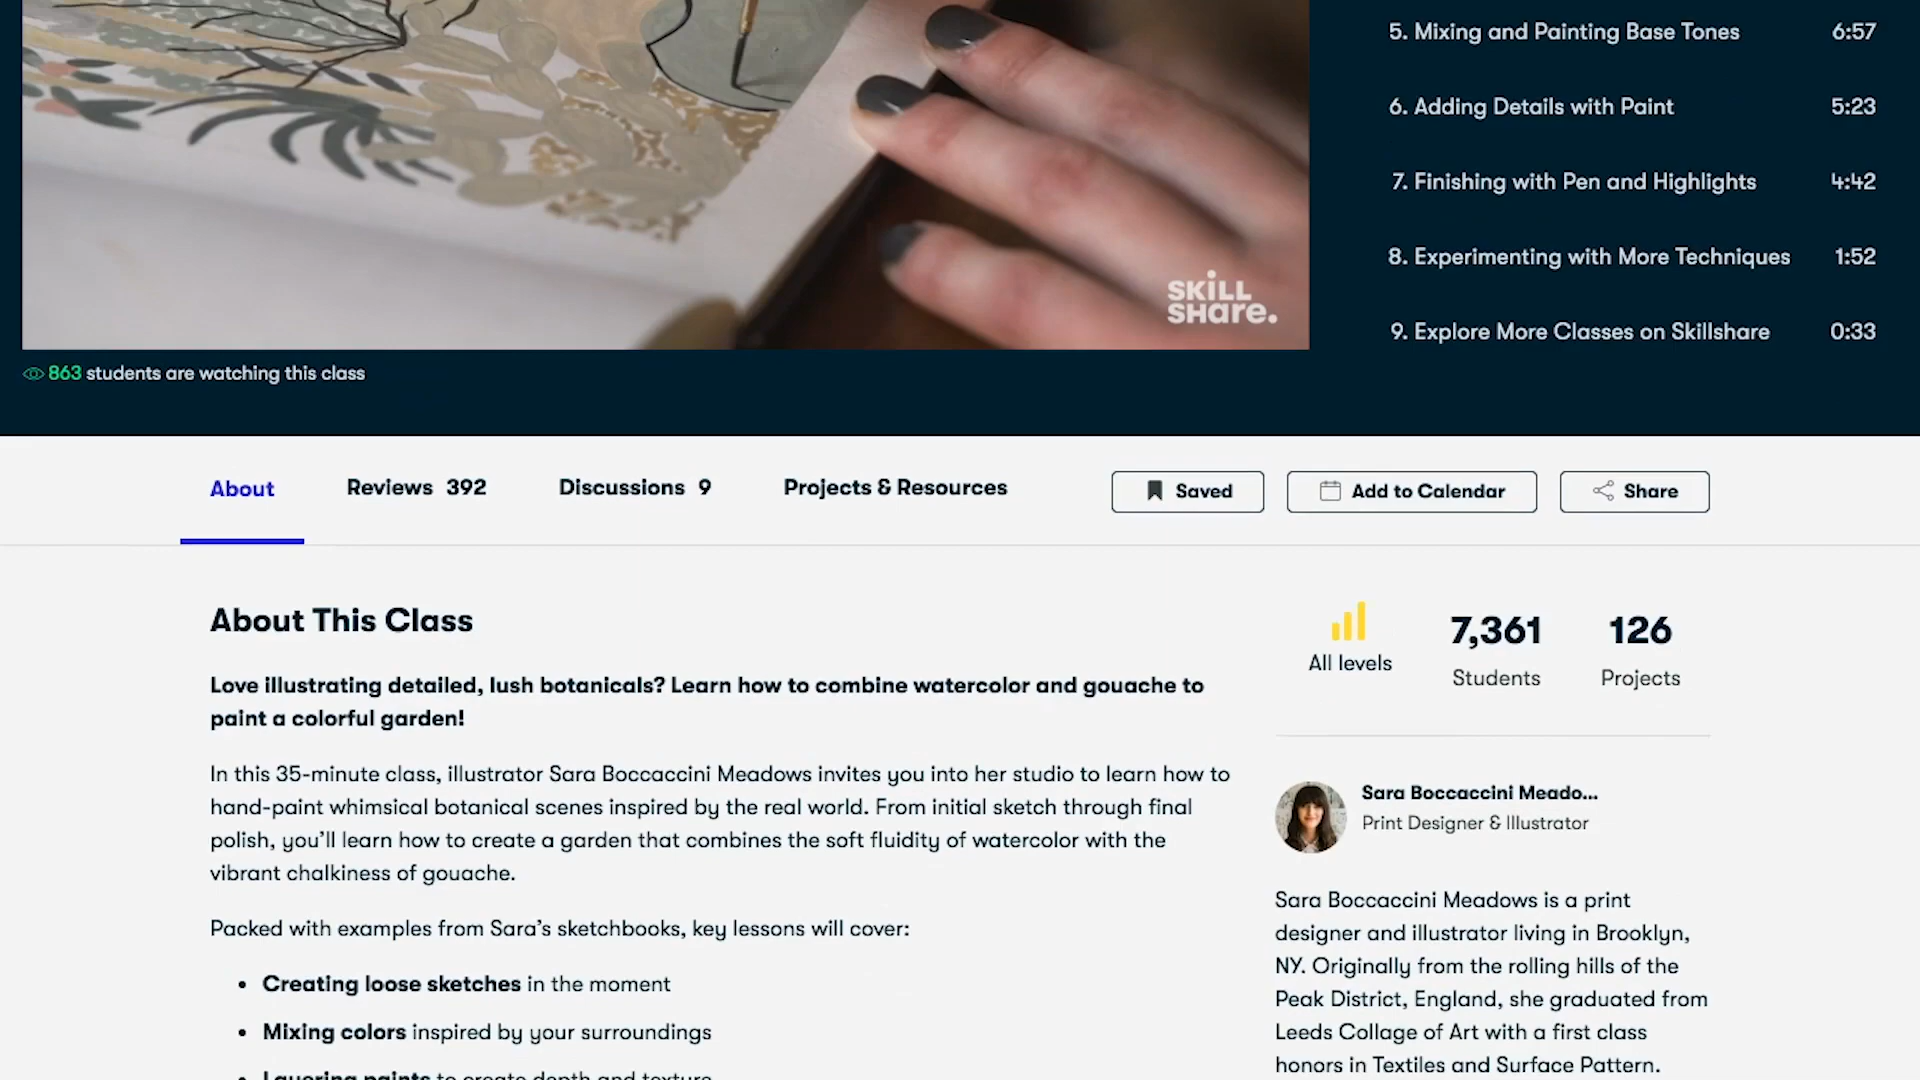 5. Mixing and Painting Base Tones 6:57
6. Adding Details with Paint 5:23
7. Finishing with Pen and Highlights 4:42
8. Experimenting with More Techniques 1:52
9. Explore More Classes on Skillshare 0:33
SKILL
SHare.
863 students are watching this class
About Reviews 392 Discussions 9 Projects & Resources Saved Add to Calendar Share
About This Class
Love illustrating detailed, lush botanicals? Learn how to combine watercolor and gouache to
paint a colorful garden!
In this 35-minute class, illustrator Sara Boccaccini Meadows invites you into her studio to learn how to
hand-paint whimsical botanical scenes inspired by the real world. From initial sketch through final
polish, you’ll learn how to create a garden that combines the soft fluidity of watercolor with the
vibrant chalkiness of gouache.
Packed with examples from Sara’s sketchbooks, key lessons will cover:
• Creating loose sketches in the moment
• Mixing colors inspired by your surroundings
• Layering paints to create depth and texture
All levels
7,361
Students
126
Projects
Sara Boccaccini Meado...
Print Designer & Illustrator
Sara Boccaccini Meadows is a print
designer and illustrator living in Brooklyn,
NY. Originally from the rolling hills of the
Peak District, England, she graduated from
Leeds Collage of Art with a first class
honors in Textiles and Surface Pattern.